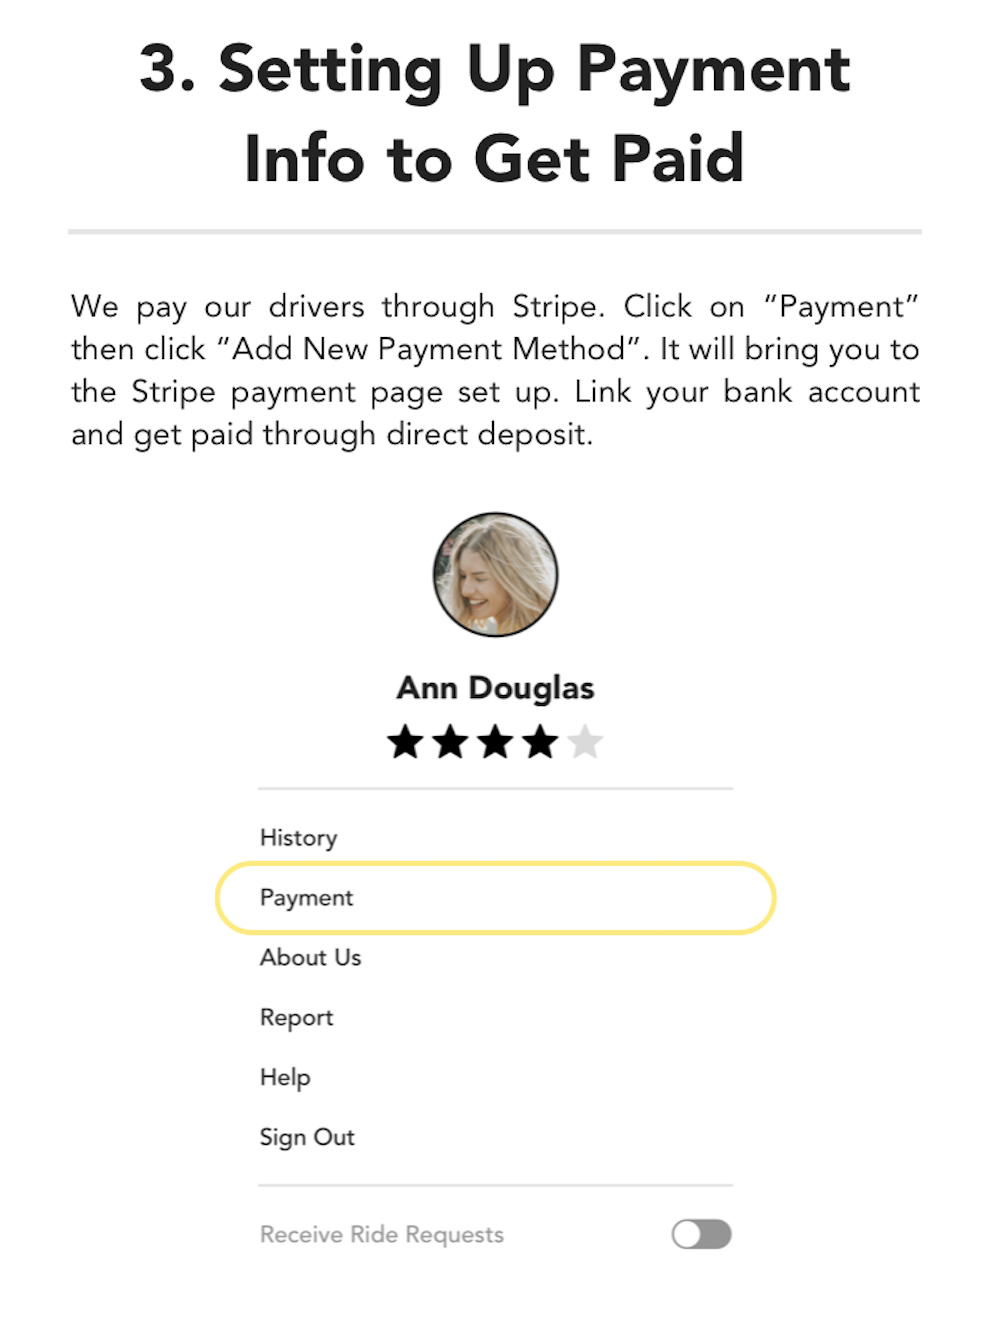 3. Setting Up Payment
Info to Get Paid
We pay our drivers through Stripe. Click on “Payment”
then click “Add New Payment Method”. It will bring you to
the Stripe payment page set up. Link your bank account
and get paid through direct deposit.
Ann Douglas
History
Payment
About Us
Report
Help
Sign Out
Receive Ride Requests